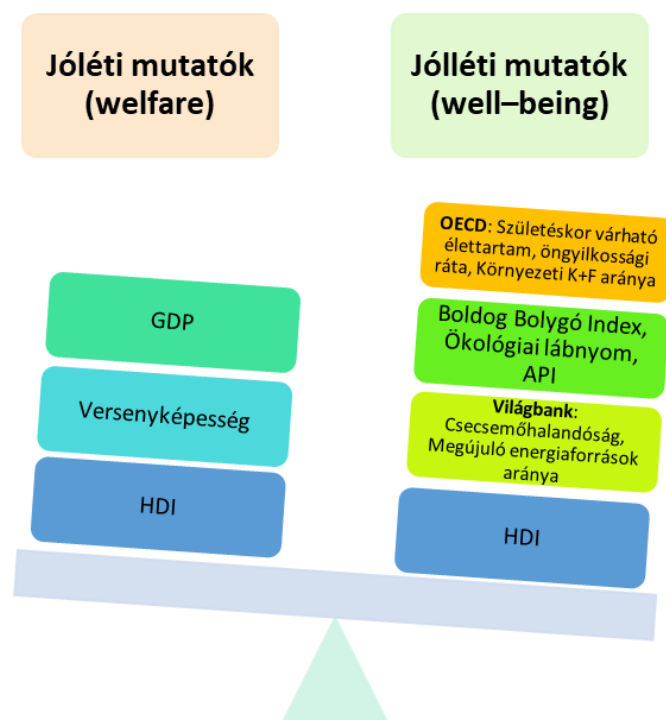 Jóléti mutatók
(welfare)
Jólléti mutatók
(well–being)
GDP
Versenyképesség
HDI
OECD: Születéskor várható
élettartam, öngyilkossági
ráta, Környezeti K+F aránya
Boldog Bolygó Index,
Ökológiai lábnyom,
API
Világbank:
Csecsemőhalandóság,
Megújuló energiaforrások
aránya
HDI